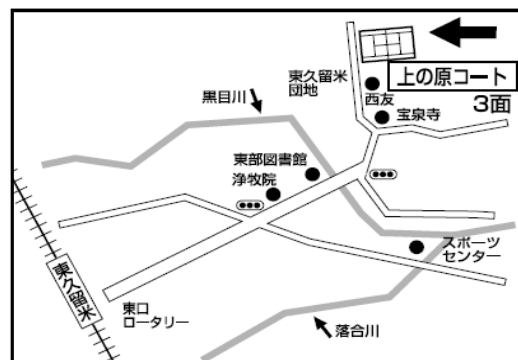 上の原コート
3面
東久留米
団地
西友
宝泉寺
黒目川
東部図書館
浄牧院
スポーツ
センター
東久留米
東口
ロータリー
落合川